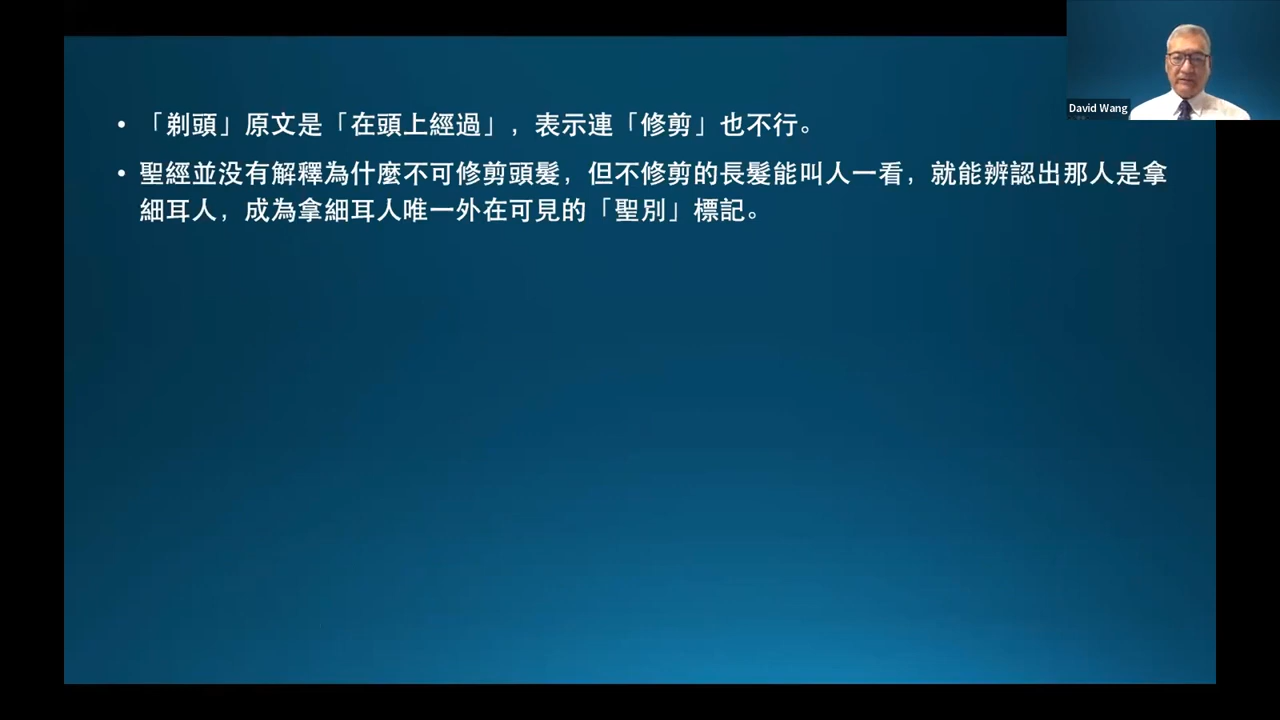 • 「剃頭」原文是「在頭上經過」，表示連「修剪」也不行。
• 聖經並没有解釋為什麼不可修剪頭髮，但不修剪的長髮能叫人一看，就能辨認出那人是拿
細耳人，成為拿細耳人唯一外在可見的「聖別」標記。
David Wang